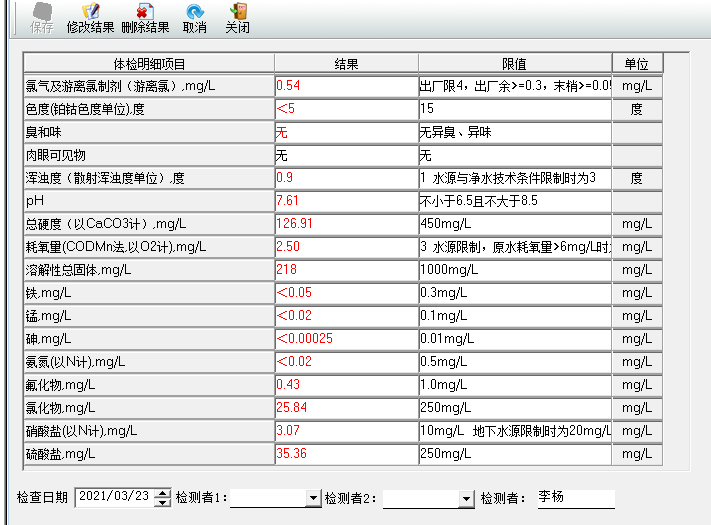 保存 修改结果 删除结果 取消 关闭
体检明细项目 结果 限值 单位
氯气及游离氯制剂（游离氯）,mg/L 0.54 出厂限4，出厂余>=0.3，末梢>=0.05 mg/L
色度(铂钴色度单位),度 <5 15 度
臭和味 无 无异臭、异味
肉眼可见物 无 无
浑浊度（散射浑浊度单位）,度 0.9 1 水源与净水技术条件限制时为3 度
pH 7.61 不小于6.5且不大于8.5
总硬度（以CaCO3计）,mg/L 126.91 450mg/L mg/L
耗氧量(CODMn法,以O2计),mg/L 2.50 3 水源限制，原水耗氧量>6mg/L时 mg/L
溶解性总固体,mg/L 218 1000mg/L mg/L
铁,mg/L <0.05 0.3mg/L mg/L
锰,mg/L <0.02 0.1mg/L mg/L
砷,mg/L <0.00025 0.01mg/L mg/L
氨氮(以N计),mg/L <0.02 0.5mg/L mg/L
氟化物,mg/L 0.43 1.0mg/L mg/L
氯化物,mg/L 25.84 250mg/L mg/L
硝酸盐(以N计),mg/L 3.07 10mg/L 地下水源限制时为20mg/L mg/L
硫酸盐,mg/L 35.36 250mg/L mg/L
检查日期 2021/03/23 检测者1: 检测者2: 检测者: 李杨